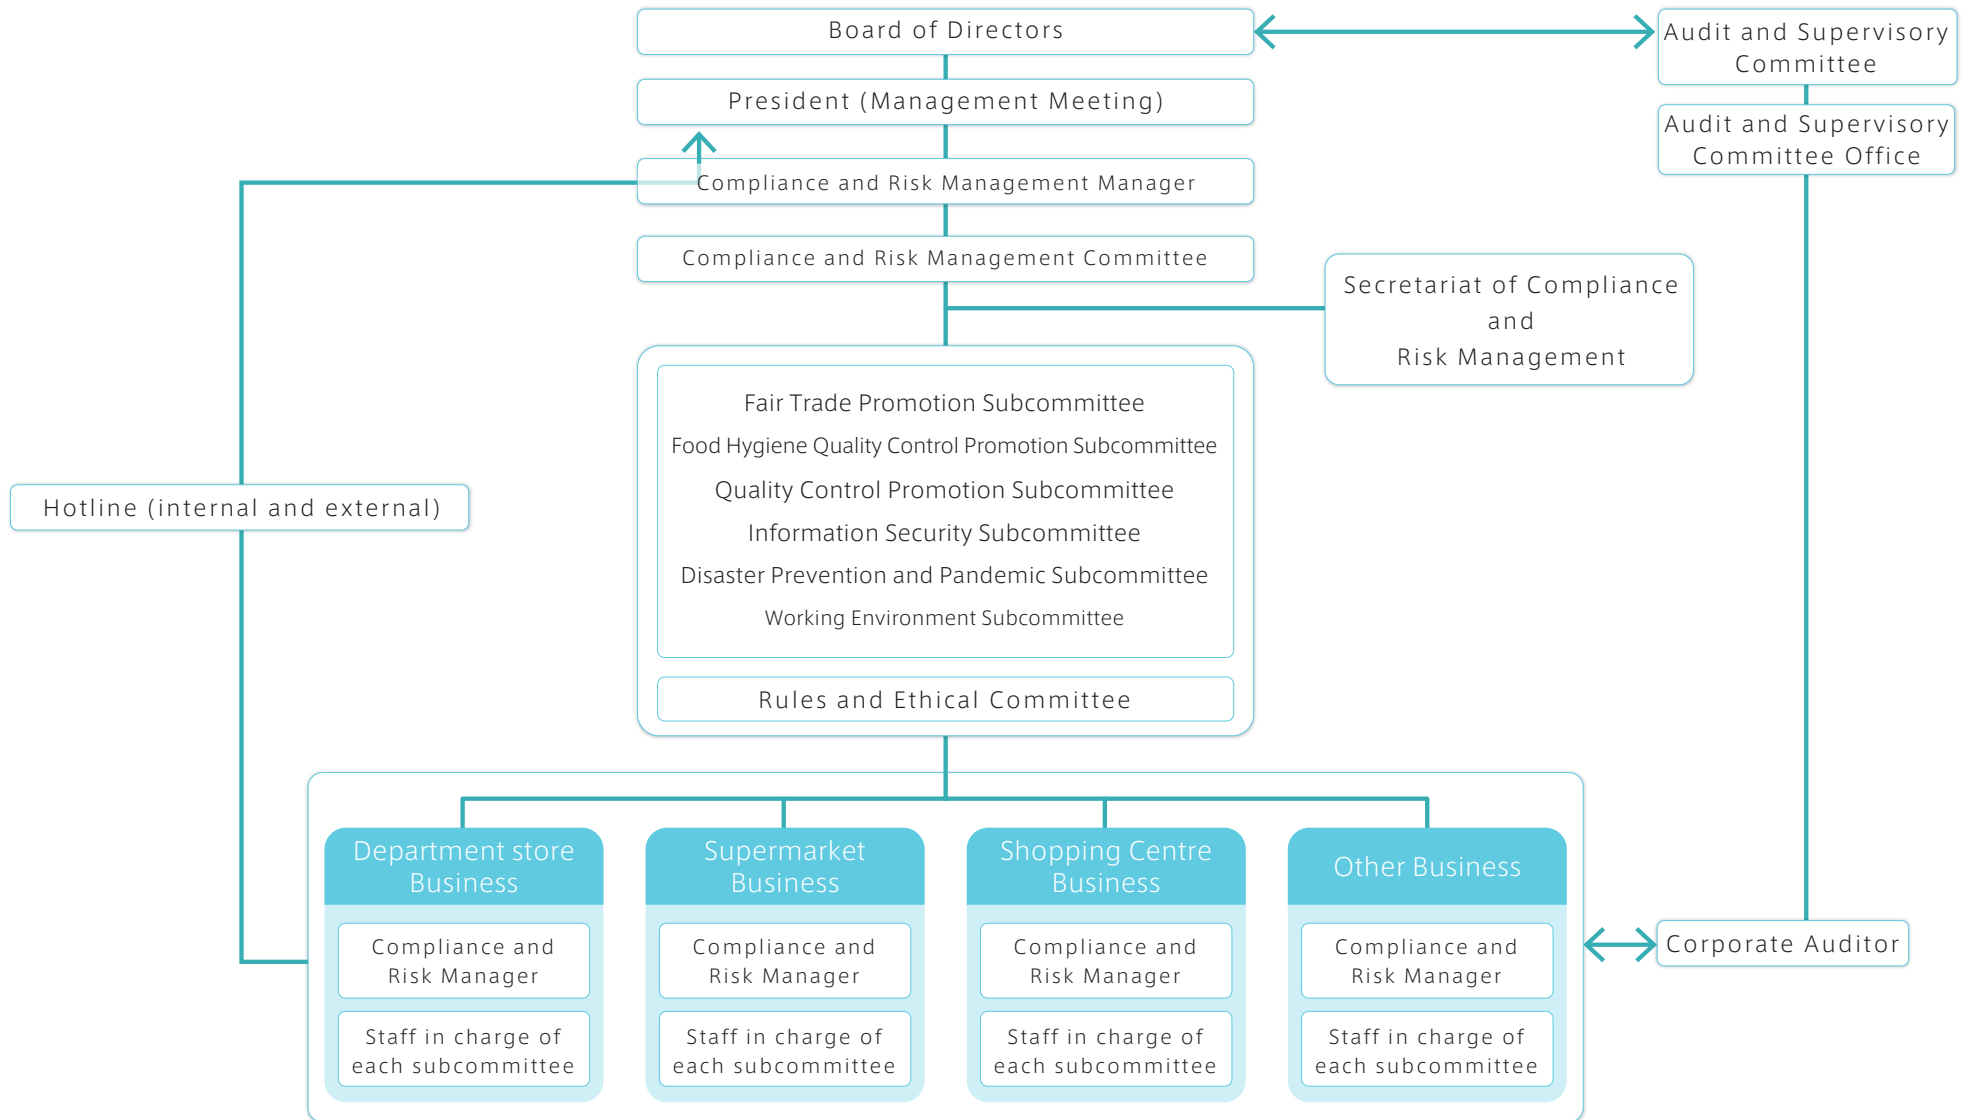 Board of Directors
Audit and Supervisory
Committee
President (Management Meeting)
Audit and Supervisory
Committee Office
Compliance and Risk Management Manager
Compliance and Risk Management Committee
Secretariat of Compliance
and
Risk Management
Fair Trade Promotion Subcommittee
Food Hygiene Quality Control Promotion Subcommittee
Quality Control Promotion Subcommittee
Information Security Subcommittee
Disaster Prevention and Pandemic Subcommittee
Working Environment Subcommittee
Hotline (internal and external)
Rules and Ethical Committee
Department store
Business
Compliance and
Risk Manager
Staff in charge of
each subcommittee
Supermarket
Business
Compliance and
Risk Manager
Staff in charge of
each subcommittee
Shopping Centre
Business
Compliance and
Risk Manager
Staff in charge of
each subcommittee
Other Business
Compliance and
Risk Manager
Staff in charge of
each subcommittee
Corporate Auditor